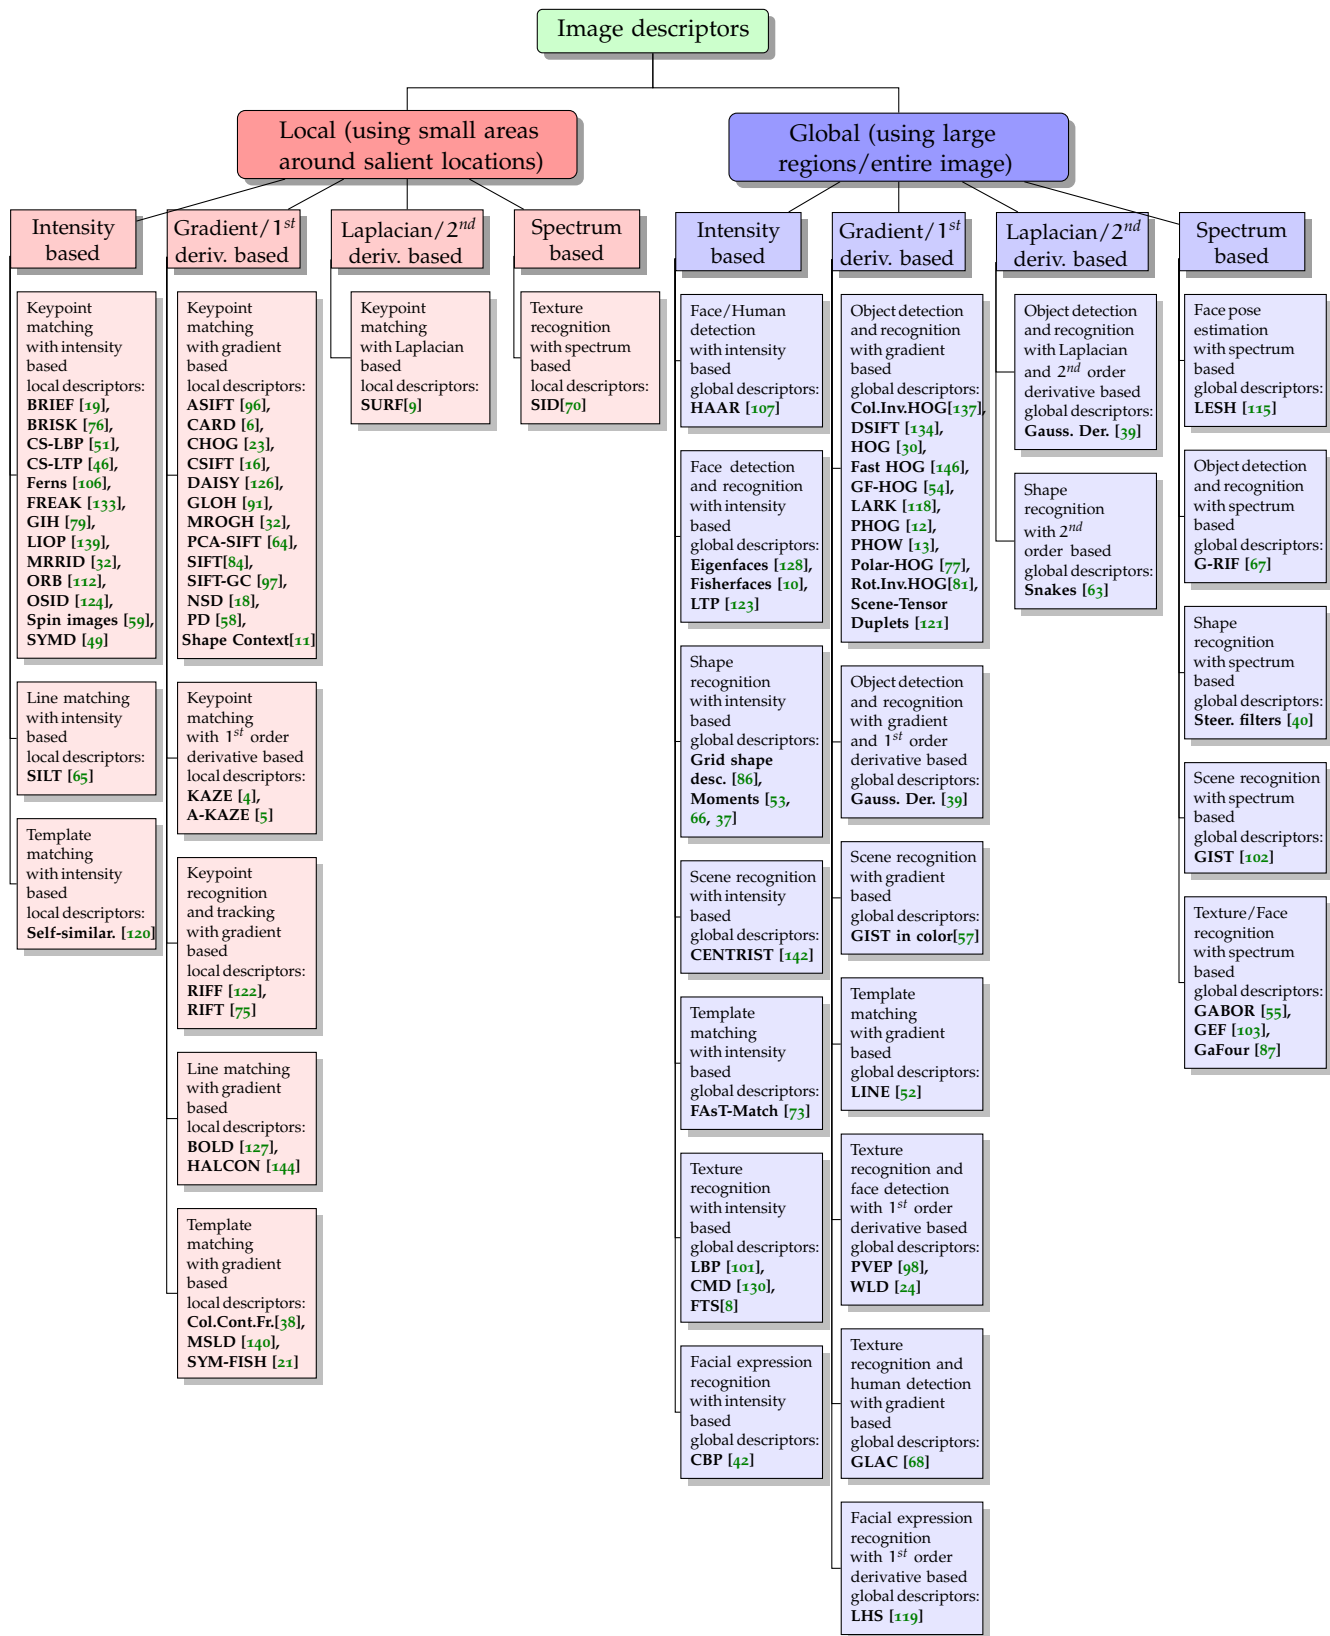 Image descriptors
Local (using small areas
around salient locations)
Global (using large
regions/entire image)
Intensity
based
Gradient/1st
deriv. based
Laplacian/2nd
deriv. based
Spectrum
based
Intensity
based
Gradient/1st
deriv. based
Laplacian/2nd
deriv. based
Spectrum
based
Keypoint
matching
with intensity
based
local descriptors:
BRIEF [19],
BRISK [76],
CS-LBP [51],
CS-LTP [46],
Ferns [106],
FREAK [133],
GIH [79],
LIOP [139],
MRRID [32],
ORB [112],
OSID [124],
Spin images [59],
SYMD [49]
Line matching
with intensity
based
local descriptors:
SILT [65]
Template
matching
with intensity
based
local descriptors:
Self-similar. [120]
Keypoint
matching
with gradient
based
local descriptors:
ASIFT [96],
CARD [6],
CHOG [23],
CSIFT [16],
DAISY [126],
GLOH [91],
MROGH [32],
PCA-SIFT [64],
SIFT[84],
SIFT-GC [97],
NSD [18],
PD [58],
Shape Context[11]
Keypoint
matching
with 1st order
derivative based
local descriptors:
KAZE [4],
A-KAZE [5]
Keypoint
recognition
and tracking
with gradient
based
local descriptors:
RIFF [122],
RIFT [75]
Line matching
with gradient
based
local descriptors:
BOLD [127],
HALCON [144]
Template
matching
with gradient
based
local descriptors:
Col.Cont.Fr.[38],
MSLD [140],
SYM-FISH [21]
Keypoint
matching
with Laplacian
based
local descriptors:
SURF[9]
Texture
recognition
with spectrum
based
local descriptors:
SID[70]
Face/Human
detection
with intensity
based
global descriptors:
HAAR [107]
Face detection
and recognition
with intensity
based
global descriptors:
Eigenfaces [128],
Fisherfaces [10],
LTP [123]
Shape
recognition
with intensity
based
global descriptors:
Grid shape
desc. [86],
Moments [53,
66, 37]
Scene recognition
with intensity
based
global descriptors:
CENTRIST [142]
Template
matching
with intensity
based
global descriptors:
FAsT-Match [73]
Texture
recognition
with intensity
based
global descriptors:
LBP [101],
CMD [130],
FTS[8]
Facial expression
recognition
with intensity
based
global descriptors:
CBP [42]
Object detection
and recognition
with gradient
based
global descriptors:
Col.Inv.HOG[137],
DSIFT [134],
HOG [30],
Fast HOG [146],
GF-HOG [54],
LARK [118],
PHOG [12],
PHOW [13],
Polar-HOG [77],
Rot.Inv.HOG[81],
Scene-Tensor
Duplets [121]
Object detection
and recognition
with gradient
and 1st order
derivative based
global descriptors:
Gauss. Der. [39]
Scene recognition
with gradient
based
global descriptors:
GIST in color[57]
Template
matching
with gradient
based
global descriptors:
LINE [52]
Texture
recognition and
face detection
with 1st order
derivative based
global descriptors:
PVEP [98],
WLD [24]
Texture
recognition and
human detection
with gradient
based
global descriptors:
GLAC [68]
Facial expression
recognition
with 1st order
derivative based
global descriptors:
LHS [119]
Object detection
and recognition
with Laplacian
and 2nd order
derivative based
global descriptors:
Gauss. Der. [39]
Shape
recognition
with 2nd
order based
global descriptors:
Snakes [63]
Face pose
estimation
with spectrum
based
global descriptors:
LESH [115]
Object detection
and recognition
with spectrum
based
global descriptors:
G-RIF [67]
Shape
recognition
with spectrum
based
global descriptors:
Steer. filters [40]
Scene recognition
with spectrum
based
global descriptors:
GIST [102]
Texture/Face
recognition
with spectrum
based
global descriptors:
GABOR [55],
GEF [103],
GaFour [87]